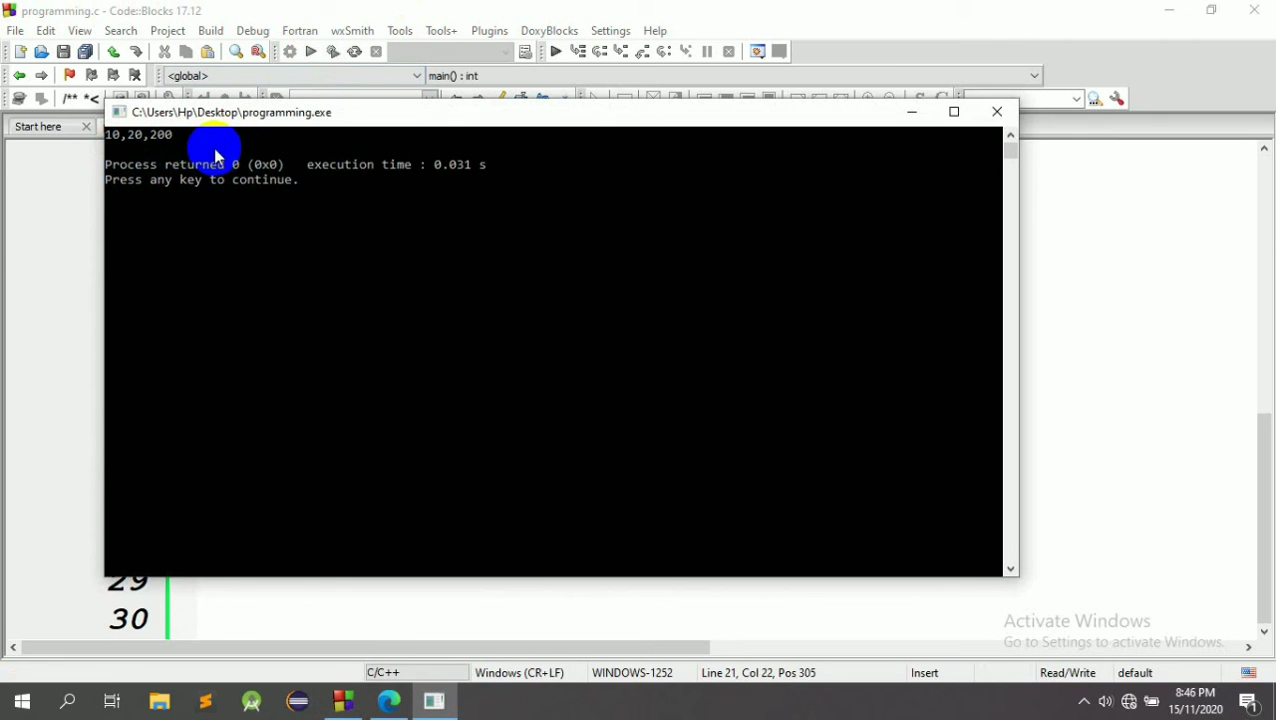 programming.c - Code::Blocks 17.12
File Edit View Search Project Build Debug Fortran wxSmith Tools Tools+ Plugins DoxyBlocks Settings Help
<global> main() : int
/** *<
C:\Users\Hp\Desktop\programming.exe
Start here
10,20,200
Process returned 0 (0x0) execution time : 0.031 s
Press any key to continue.
29
30
Activate Windows
Go to Settings to activate Windows.
C/C++ Windows (CR+LF) WINDOWS-1252 Line 21, Col 22, Pos 305 Insert Read/Write default
8:46 PM
15/11/2020
1